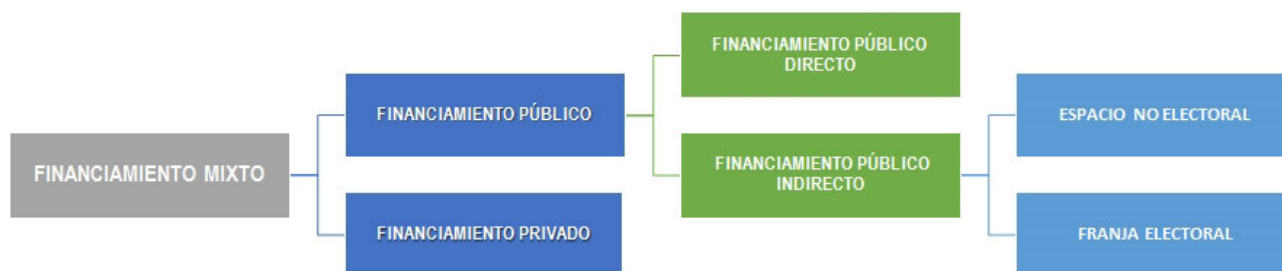 FINANCIAMIENTO MIXTO
FINANCIAMIENTO PÚBLICO
FINANCIAMIENTO PRIVADO
FINANCIAMIENTO PÚBLICO
DIRECTO
FINANCIAMIENTO PÚBLICO
INDIRECTO
ESPACIO NO ELECTORAL
FRANJA ELECTORAL